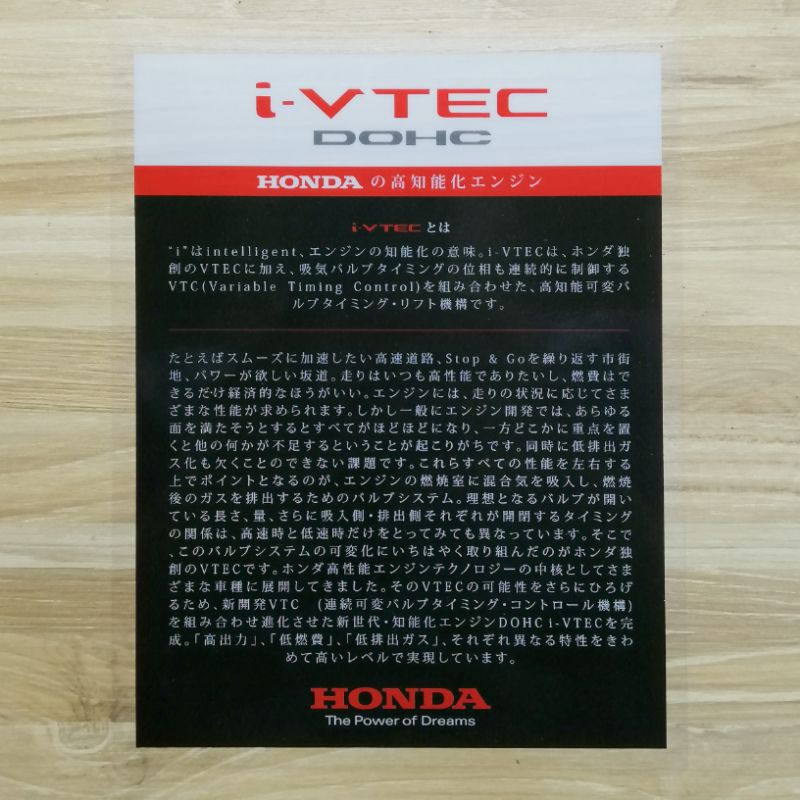 i-VTEC
DOHC
HONDA の高知能化エンジン
i-VTEC とは
"i"はintelligent、エンジンの知能化の意味。i-VTECは、ホンダ独
創のVTECに加え、吸気バルブタイミングの位相も連続的に制御する
VTC(Variable Timing Control)を組み合わせた、高知能可変バ
ルブタイミング・リフト機構です。
たとえばスムーズに加速したい高速道路、Stop & Goを繰り返す市街
地、パワーが欲しい坂道。走りはいつも高性能でありたいし、燃費はで
きるだけ経済的なほうがいい。エンジンには、走りの状況に応じてさま
ざまな性能が求められます。しかし一般にエンジン開発では、あらゆる
面を満たそうとするとすべてがほどほどになり、一方どこかに重点を置
くと他の何かが不足するということが起こりがちです。同時に低排出ガ
ス化も欠くことのできない課題です。これらすべての性能を左右する
上でポイントとなるのが、エンジンの燃焼室に混合気を吸入し、燃焼
後のガスを排出するためのバルブシステム。理想となるバルブが開い
ている長さ、量、さらに吸入側・排出側それぞれが開閉するタイミング
の関係は、高速時と低速時だけをとってみても異なっています。そこで
、このバルブシステムの可変化にいちはやく取り組んだのがホンダ独
創のVTECです。ホンダ高性能エンジンテクノロジーの中核としてさま
ざまな車種に展開してきました。そのVTECの可能性をさらにひろげ
るため、新開発VTC (連続可変バルブタイミング・コントロール機構)
を組み合わせ進化させた新世代・知能化エンジンDOHC i-VTECを完
成。「高出力」、「低燃費」、「低排出ガス」、それぞれ異なる特性をきわ
めて高いレベルで実現しています。
HONDA
The Power of Dreams